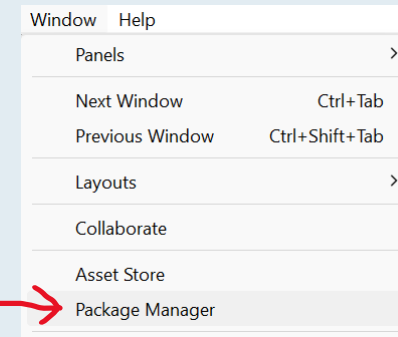 Window Help
Panels
Next Window Ctrl+Tab
Previous Window Ctrl+Shift+Tab
Layouts
Collaborate
Asset Store
Package Manager